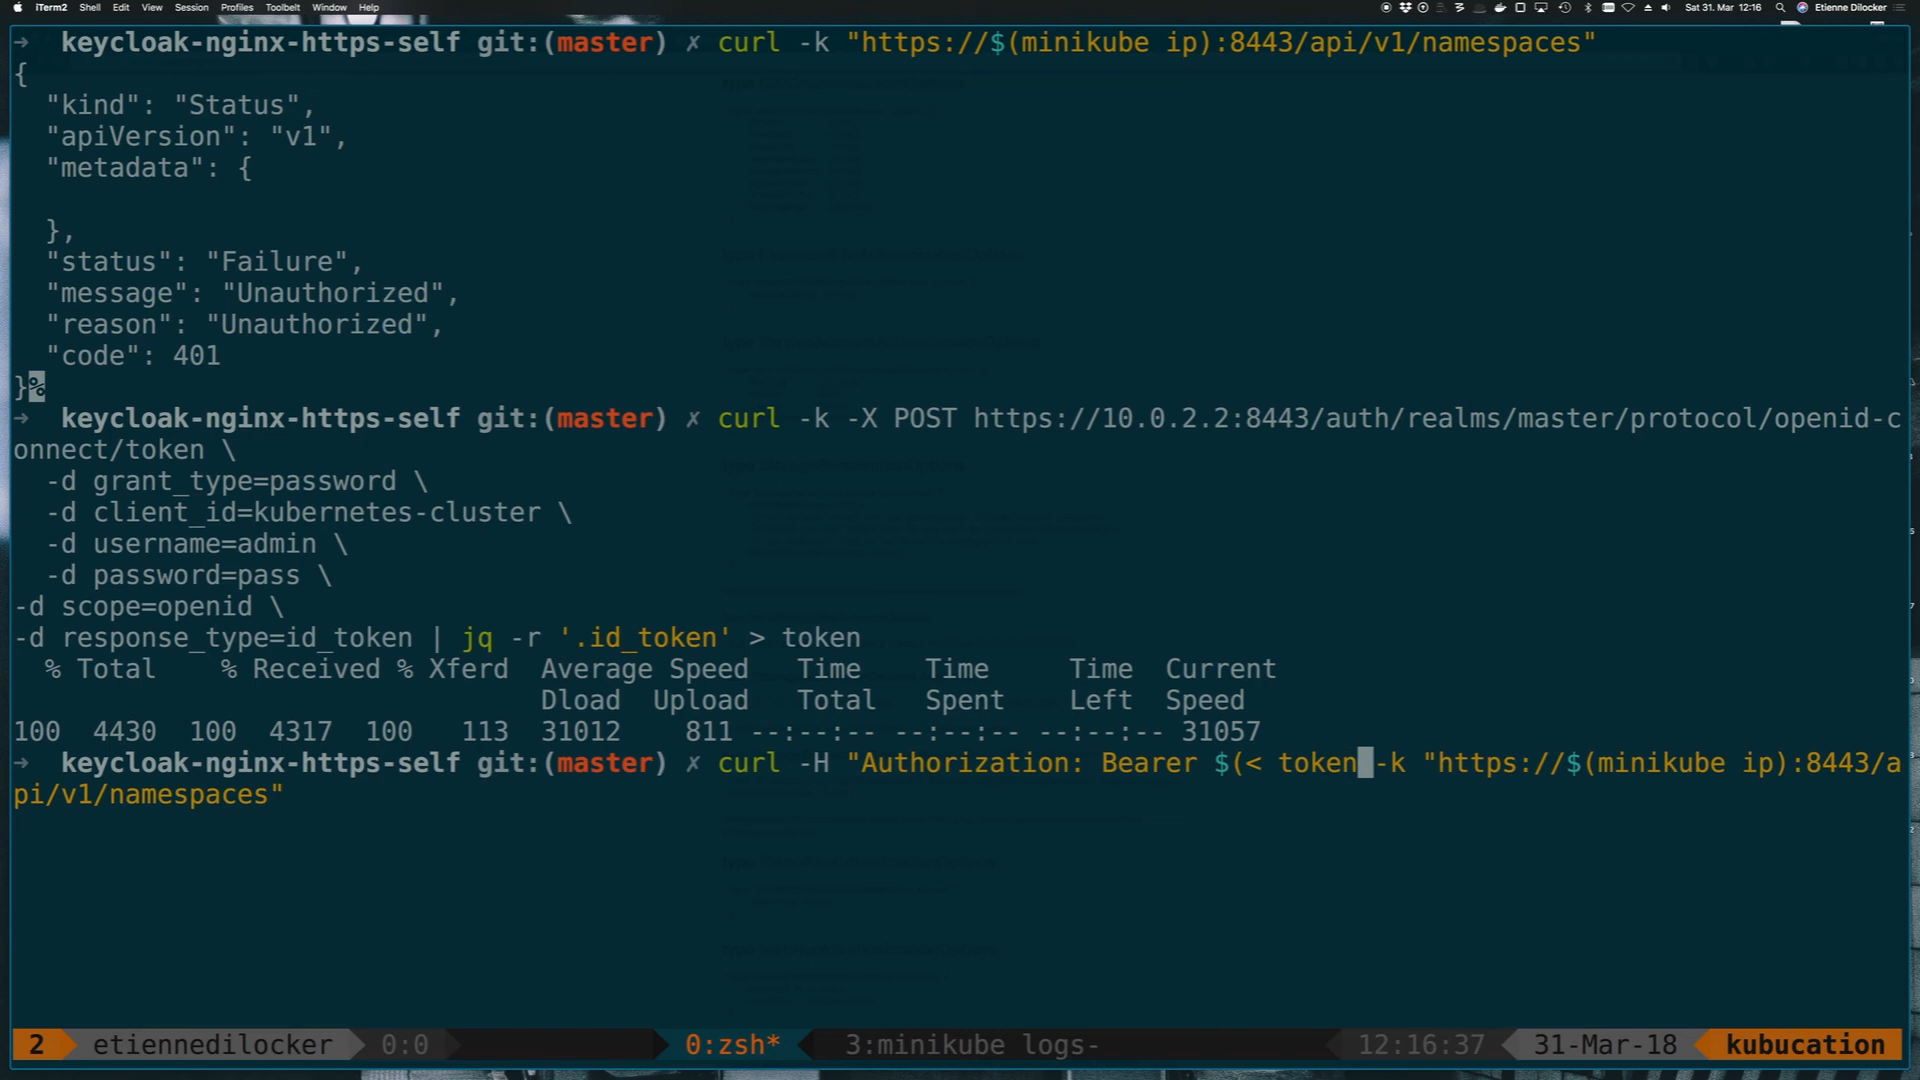 iTerm2 Shell Edit View Session Profiles Toolbelt Window Help Sat 31. Mar 12:16 Etienne Dilocker
→ keycloak-nginx-https-self git:(master) ✗ curl -k "https://$(minikube ip):8443/api/v1/namespaces"
{
"kind": "Status",
"apiVersion": "v1",
"metadata": {
},
"status": "Failure",
"message": "Unauthorized",
"reason": "Unauthorized",
"code": 401
}%
→ keycloak-nginx-https-self git:(master) ✗ curl -k -X POST https://10.0.2.2:8443/auth/realms/master/protocol/openid-c
onnect/token \
-d grant_type=password \
-d client_id=kubernetes-cluster \
-d username=admin \
-d password=pass \
-d scope=openid \
-d response_type=id_token | jq -r '.id_token' > token
% Total % Received % Xferd Average Speed Time Time Time Current
Dload Upload Total Spent Left Speed
100 4430 100 4317 100 113 31012 811 --:--:-- --:--:-- --:--:-- 31057
→ keycloak-nginx-https-self git:(master) ✗ curl -H "Authorization: Bearer $(< token -k "https://$(minikube ip):8443/a
pi/v1/namespaces"
2 etiennedilocker 0:0 0:zsh* 3:minikube logs- 12:16:37 31-Mar-18 kubucation